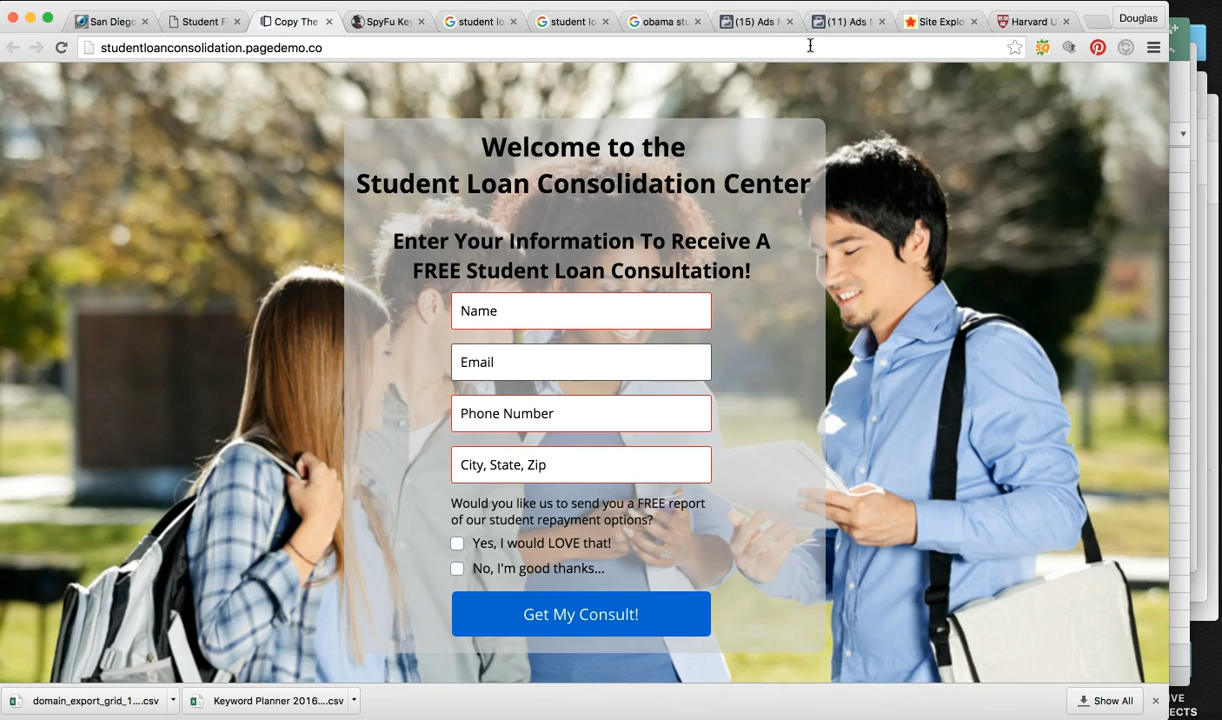 San Diego
Student F
Copy The
SpyFu Key
student lo
student lo
obama stu
(15) Ads M
(11) Ads M
Site Explo
Harvard U
Douglas
studentloanconsolidation.pagedemo.co
Welcome to the
Student Loan Consolidation Center
Enter Your Information To Receive A
FREE Student Loan Consultation!
Name
Email
Phone Number
City, State, Zip
Would you like us to send you a FREE report
of our student repayment options?
Yes, I would LOVE that!
No, I'm good thanks...
Get My Consult!
domain_export_grid_1....csv
Keyword Planner 2016....csv
Show All
IVE
ECTS